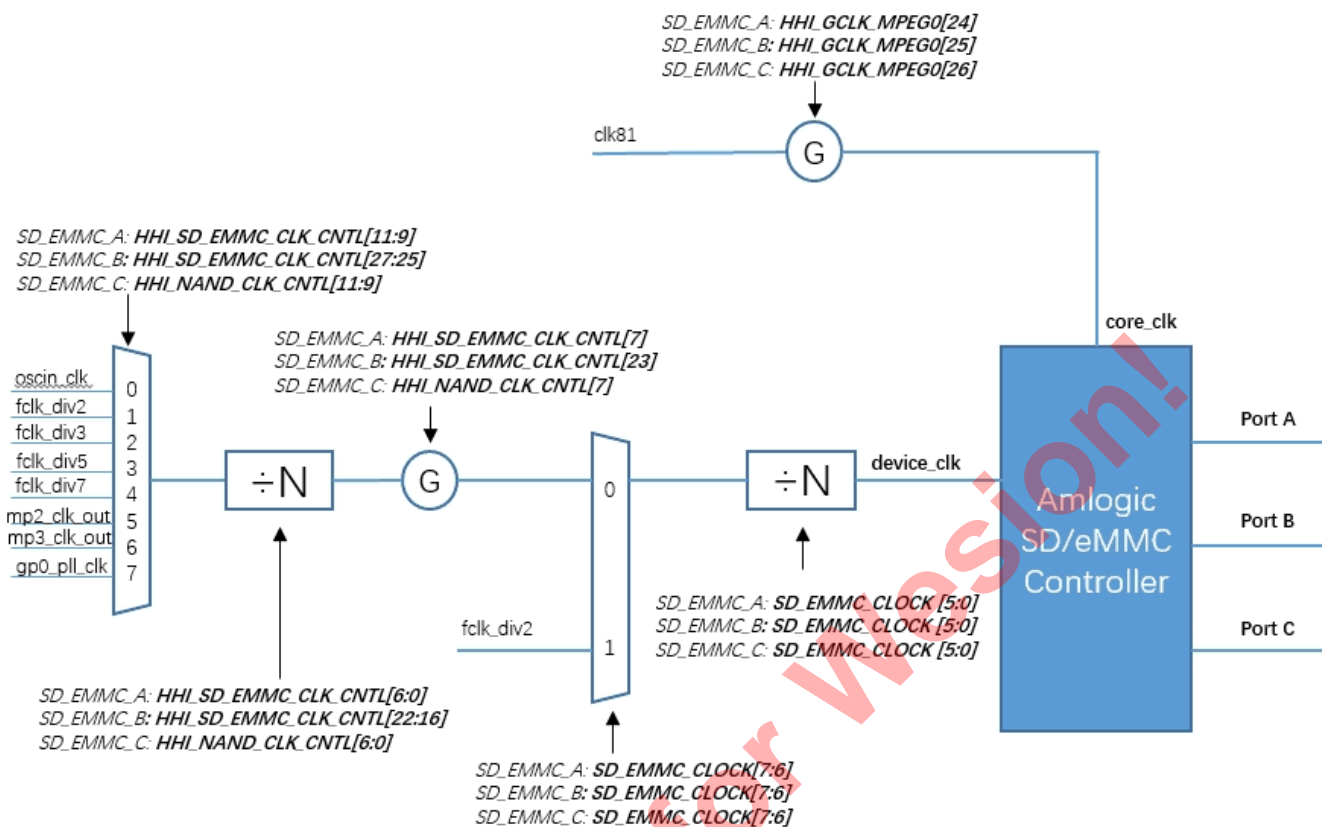 SD_EMMC_A: HHI_GCLK_MPEG0[24]
SD_EMMC_B: HHI_GCLK_MPEG0[25]
SD_EMMC_C: HHI_GCLK_MPEG0[26]
clk81
G
SD_EMMC_A: HHI_SD_EMMC_CLK_CNTL[11:9]
SD_EMMC_B: HHI_SD_EMMC_CLK_CNTL[27:25]
SD_EMMC_C: HHI_NAND_CLK_CNTL[11:9]
core_clk
SD_EMMC_A: HHI_SD_EMMC_CLK_CNTL[7]
SD_EMMC_B: HHI_SD_EMMC_CLK_CNTL[23]
SD_EMMC_C: HHI_NAND_CLK_CNTL[7]
oscin_clk 0
fclk_div2 1
fclk_div3 2
fclk_div5 3
fclk_div7 4
mp2_clk_out 5
mp3_clk_out 6
gp0_pll_clk 7
÷N
G
0
fclk_div2 1
÷N
device_clk
Amlogic
SD/eMMC
Controller
Port A
Port B
Port C
SD_EMMC_A: SD_EMMC_CLOCK [5:0]
SD_EMMC_B: SD_EMMC_CLOCK [5:0]
SD_EMMC_C: SD_EMMC_CLOCK [5:0]
SD_EMMC_A: HHI_SD_EMMC_CLK_CNTL[6:0]
SD_EMMC_B: HHI_SD_EMMC_CLK_CNTL[22:16]
SD_EMMC_C: HHI_NAND_CLK_CNTL[6:0]
SD_EMMC_A: SD_EMMC_CLOCK[7:6]
SD_EMMC_B: SD_EMMC_CLOCK[7:6]
SD_EMMC_C: SD_EMMC_CLOCK[7:6]
for Wesion!